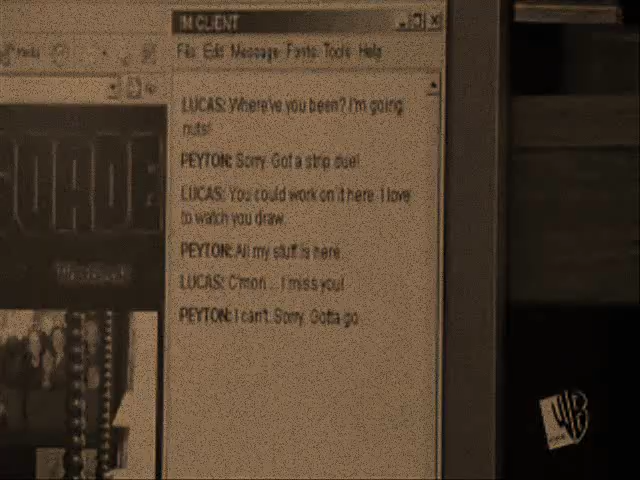 IM CLIENT
File Edit Message Fonts Tools Help
LUCAS: Where've you been? I'm going
nuts!
PEYTON: Sorry. Got a strip due!
LUCAS: You could work on it here. I love
to watch you draw.
PEYTON: All my stuff is here.
LUCAS: C'mon... I miss you!
PEYTON: I can't. Sorry. Gotta go
WB